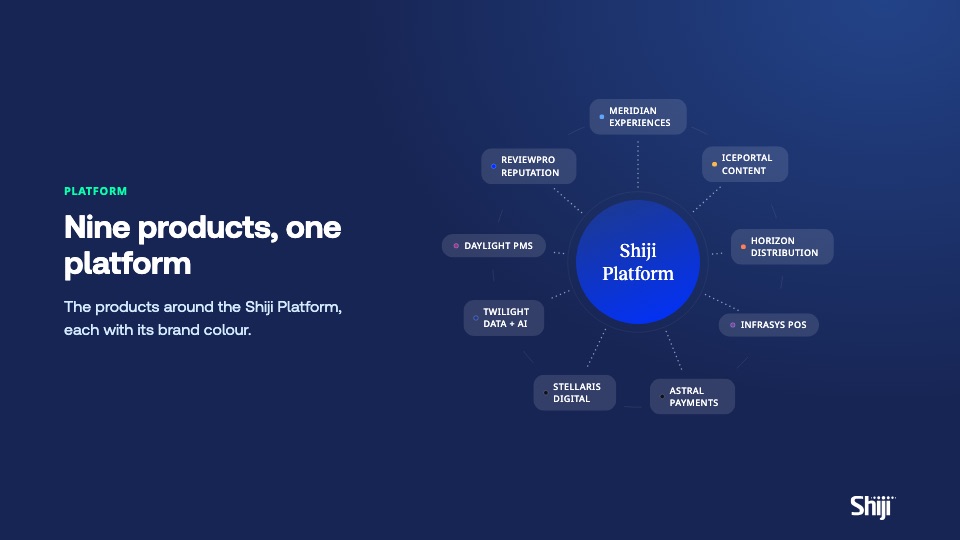 PLATFORM
Nine products, one
platform
The products around the Shiji Platform,
each with its brand colour.
MERIDIAN
EXPERIENCES
REVIEWPRO
REPUTATION
ICEPORTAL
CONTENT
DAYLIGHT PMS
Shiji
Platform
HORIZON
DISTRIBUTION
TWILIGHT
DATA + AI
INFRASYS POS
STELLARIS
DIGITAL
ASTRAL
PAYMENTS
Shiji